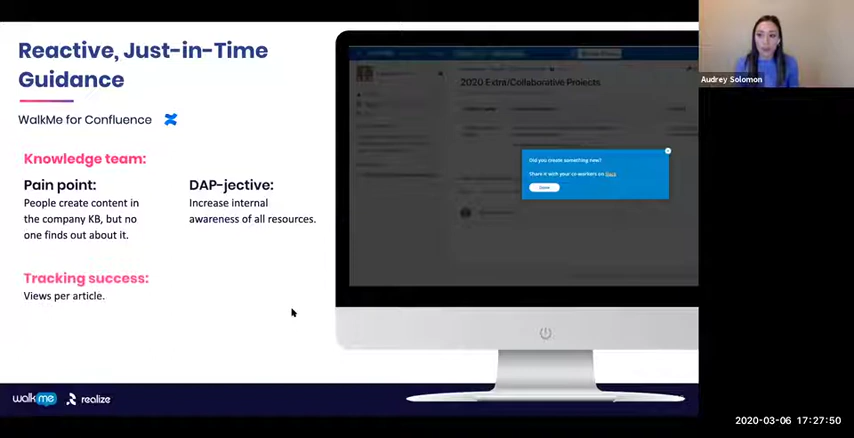 Reactive, Just-in-Time
Guidance
WalkMe for Confluence
Knowledge team:
Pain point:
People create content in
the company KB, but no
one finds out about it.
DAP-jective:
Increase internal
awareness of all resources.
Tracking success:
Views per article.
2020 Extra/Collaborative Projects
Did you create something new?
Share it with your co-workers on Slack
Done
Audrey Solomon
walkme realize
2020-03-06 17:27:50